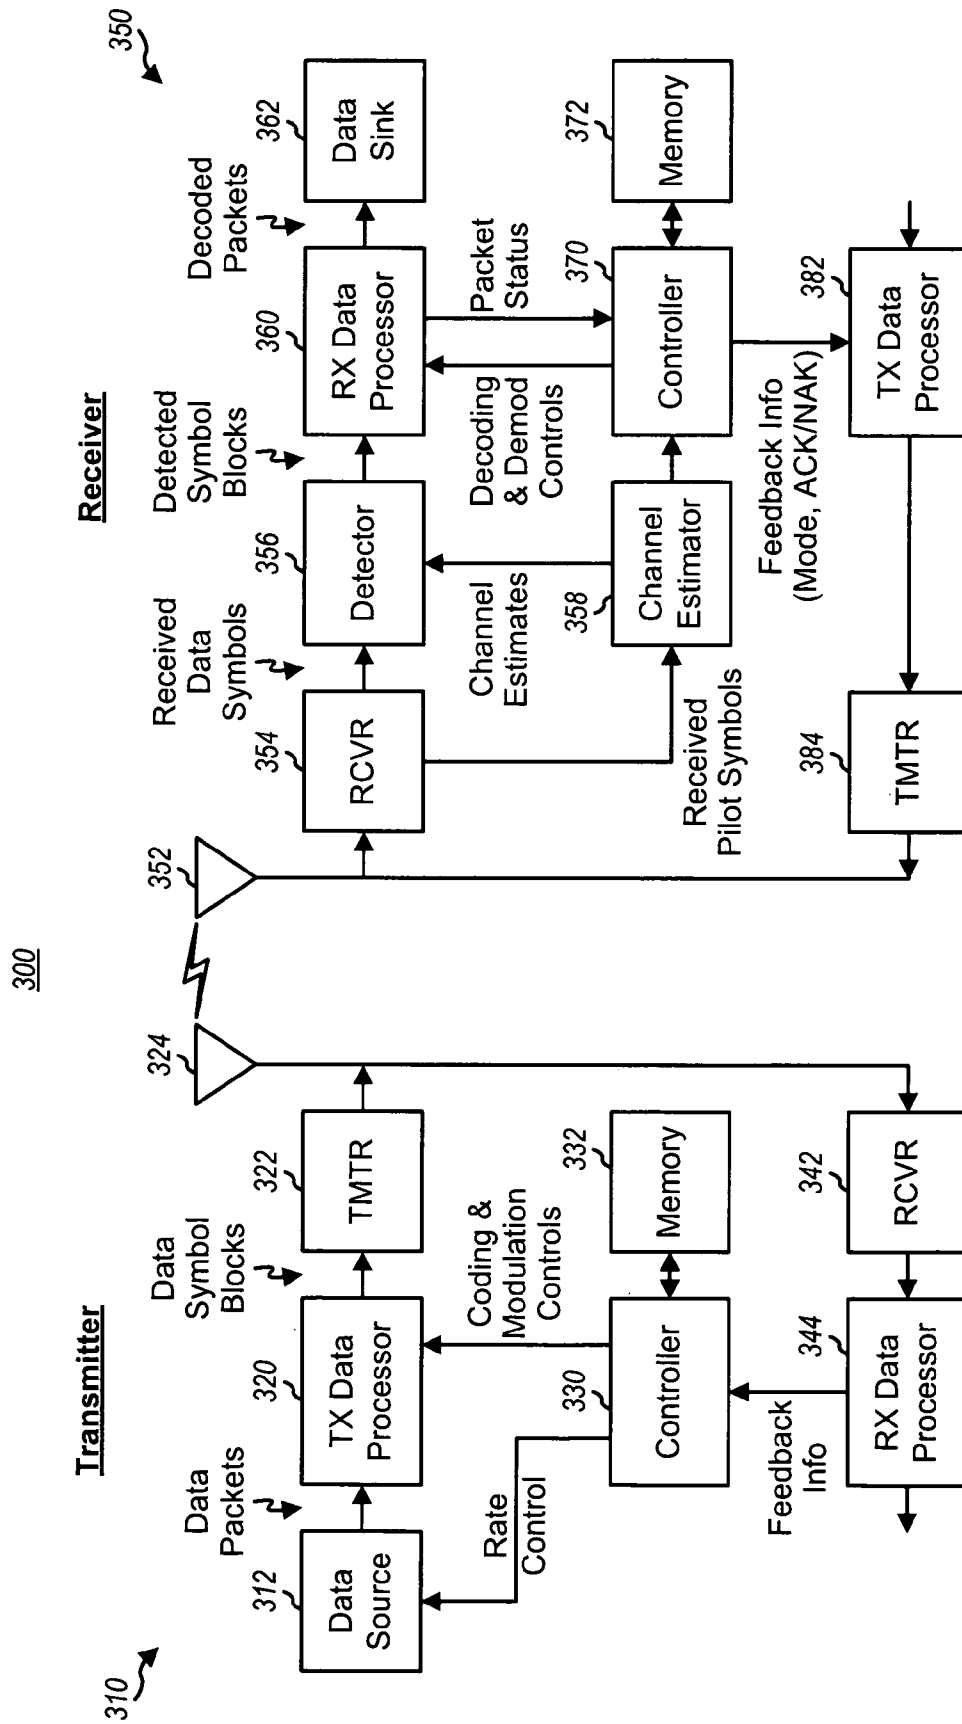 300
Transmitter
Receiver
310
350
Data
Packets
Data
Symbol
Blocks
324
352
Received
Data
Symbols
Detected
Symbol
Blocks
Decoded
Packets
312
Data
Source
320
TX Data
Processor
322
TMTR
354
RCVR
356
Detector
360
RX Data
Processor
362
Data
Sink
Rate
Control
Coding &
Modulation
Controls
Channel
Estimates
Decoding
& Demod
Controls
Packet
Status
330
Controller
332
Memory
358
Channel
Estimator
370
Controller
372
Memory
Feedback
Info
Received
Pilot Symbols
Feedback Info
(Mode, ACK/NAK)
344
RX Data
Processor
342
RCVR
384
TMTR
382
TX Data
Processor